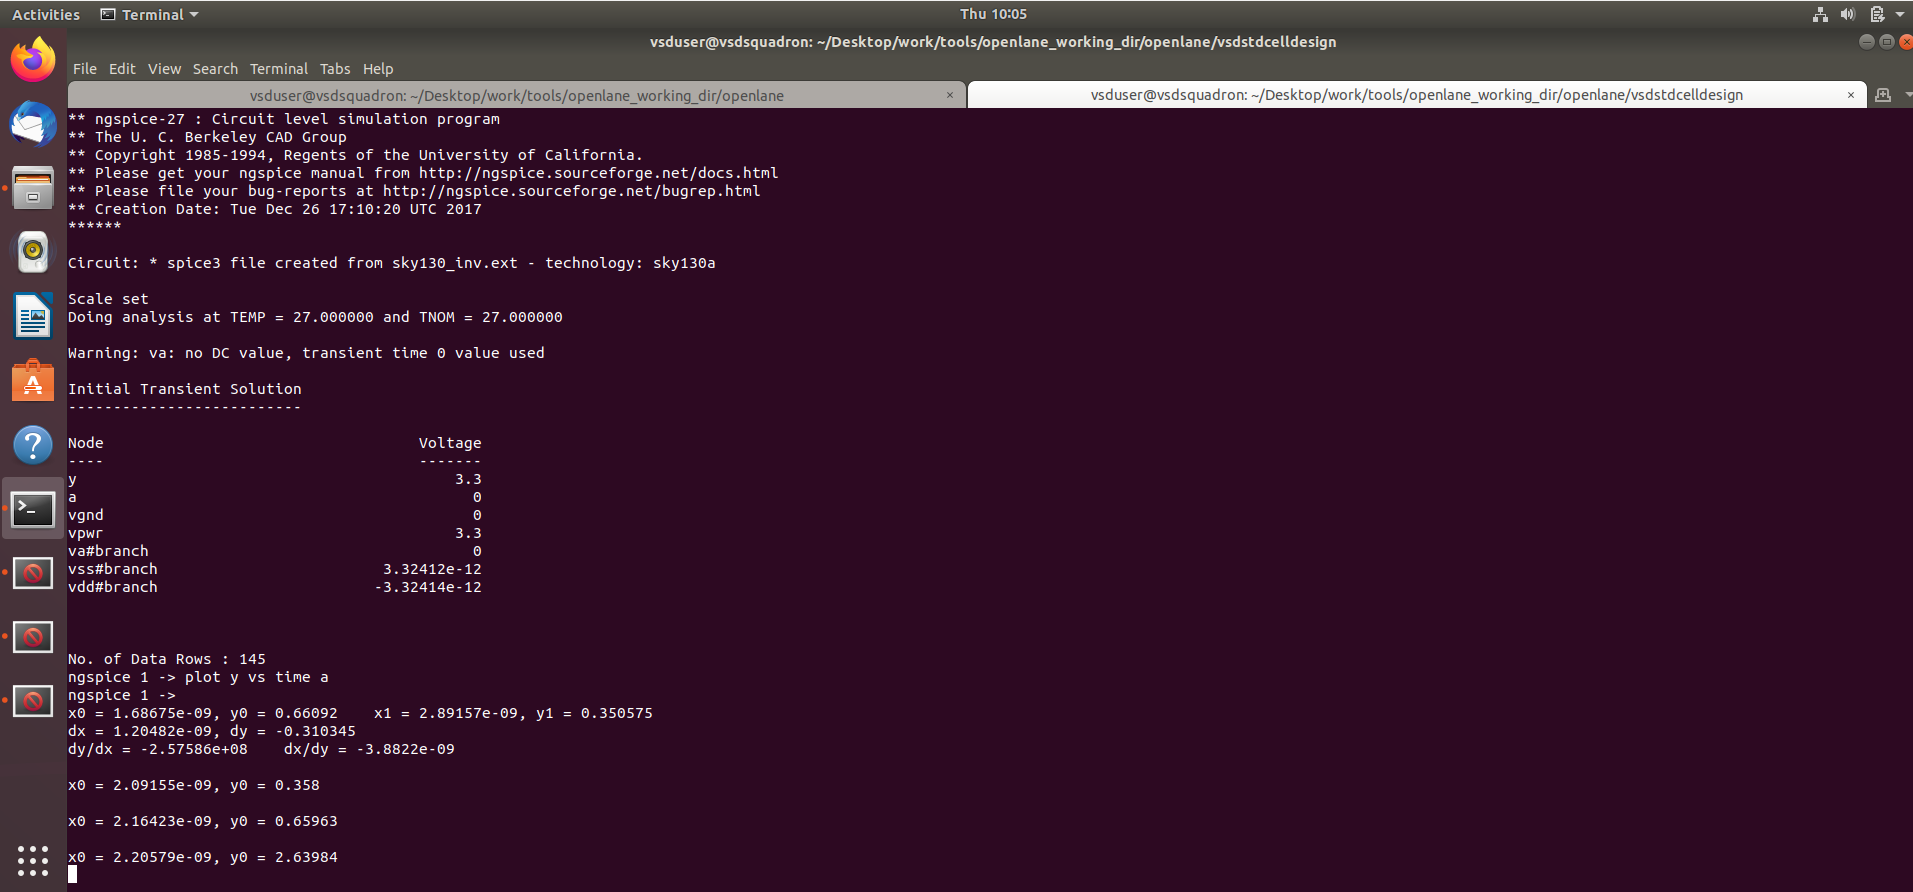 Activities Terminal Thu 10:05
vsduser@vsdsquadron: ~/Desktop/work/tools/openlane_working_dir/openlane/vsdstdcelldesign
File Edit View Search Terminal Tabs Help
vsduser@vsdsquadron: ~/Desktop/work/tools/openlane_working_dir/openlane × vsduser@vsdsquadron: ~/Desktop/work/tools/openlane_working_dir/openlane/vsdstdcelldesign ×
** ngspice-27 : Circuit level simulation program
** The U. C. Berkeley CAD Group
** Copyright 1985-1994, Regents of the University of California.
** Please get your ngspice manual from http://ngspice.sourceforge.net/docs.html
** Please file your bug-reports at http://ngspice.sourceforge.net/bugrep.html
** Creation Date: Tue Dec 26 17:10:20 UTC 2017
******
Circuit: * spice3 file created from sky130_inv.ext - technology: sky130a
Scale set
Doing analysis at TEMP = 27.000000 and TNOM = 27.000000
Warning: va: no DC value, transient time 0 value used
Initial Transient Solution
--------------------------
Node Voltage
---- -------
y 3.3
a 0
vgnd 0
vpwr 3.3
va#branch 0
vss#branch 3.32412e-12
vdd#branch -3.32414e-12
No. of Data Rows : 145
ngspice 1 -> plot y vs time a
ngspice 1 ->
x0 = 1.68675e-09, y0 = 0.66092 x1 = 2.89157e-09, y1 = 0.350575
dx = 1.20482e-09, dy = -0.310345
dy/dx = -2.57586e+08 dx/dy = -3.8822e-09
x0 = 2.09155e-09, y0 = 0.358
x0 = 2.16423e-09, y0 = 0.65963
x0 = 2.20579e-09, y0 = 2.63984